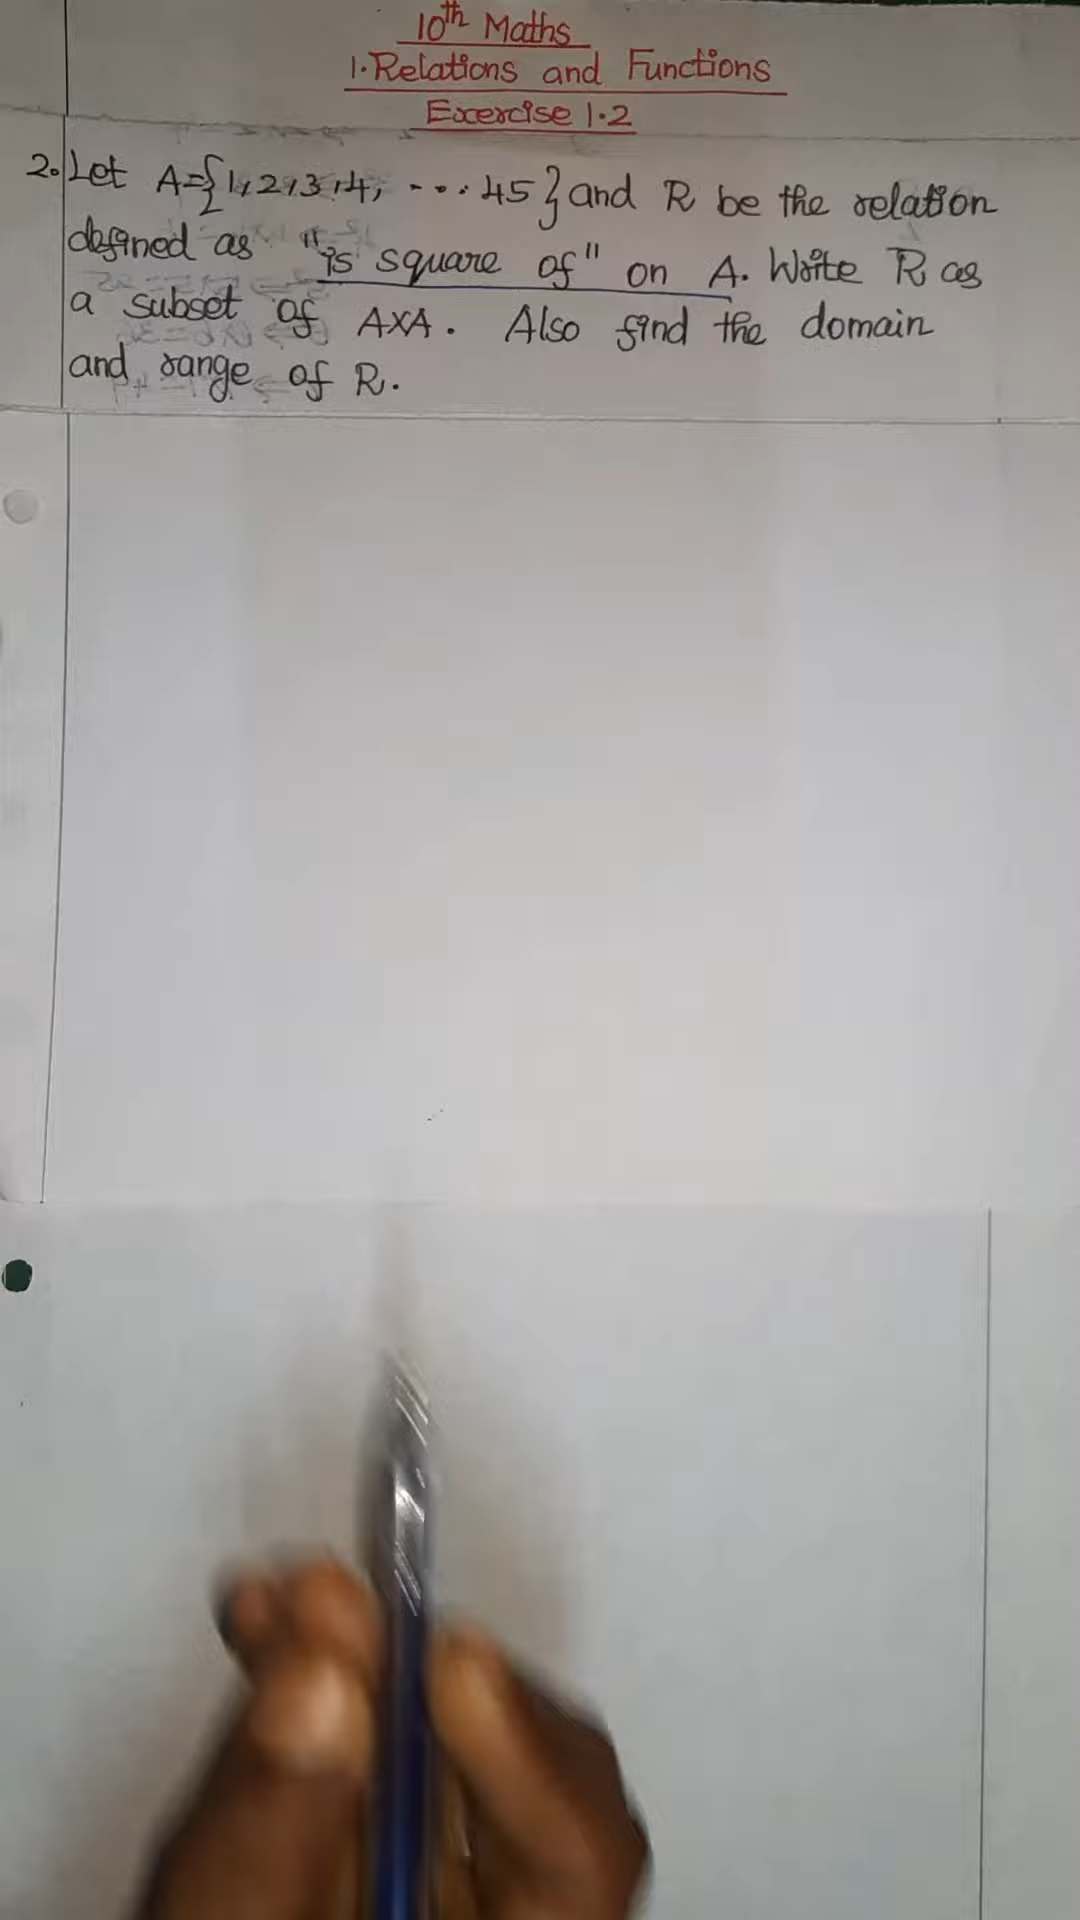 10th Maths
1. Relations and Functions
Exercise 1.2
2. Let A={1,2,3,4, ... 45} and R be the relation
defined as "is square of" on A. Write R as
a subset of A×A. Also find the domain
and range of R.